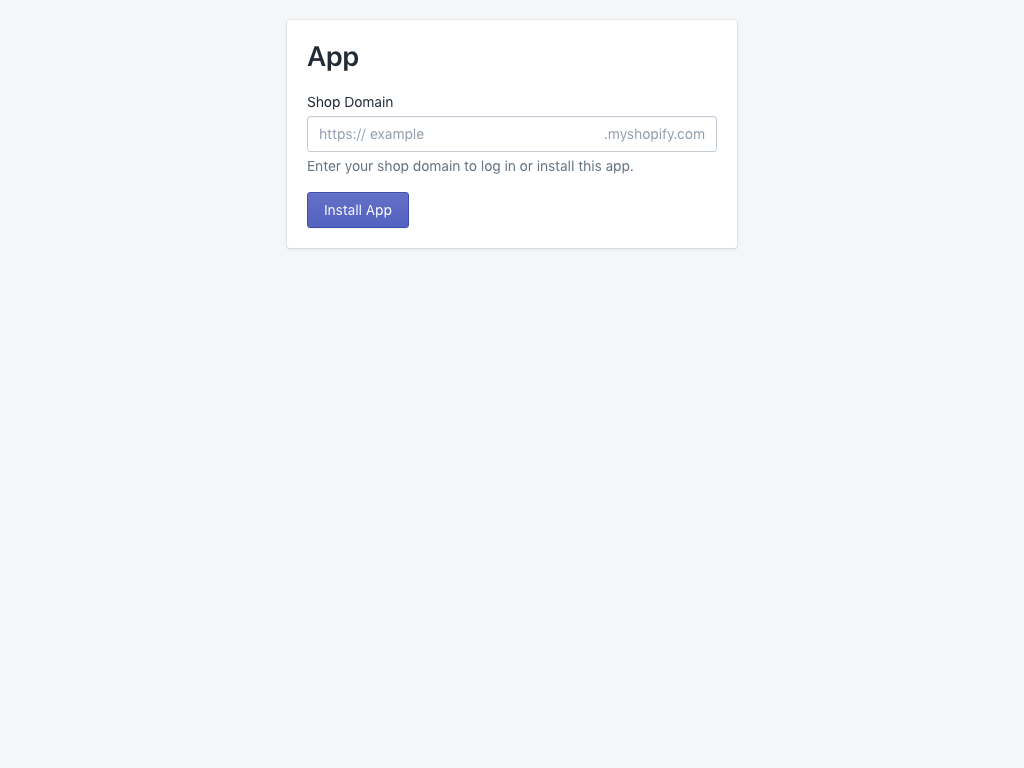 App
Shop Domain
https:// example .myshopify.com
Enter your shop domain to log in or install this app.
Install App